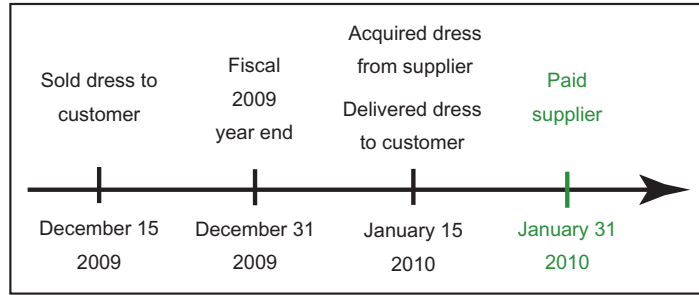 Sold dress to
customer
Fiscal
2009
year end
Acquired dress
from supplier
Delivered dress
to customer
Paid
supplier
December 15
2009
December 31
2009
January 15
2010
January 31
2010